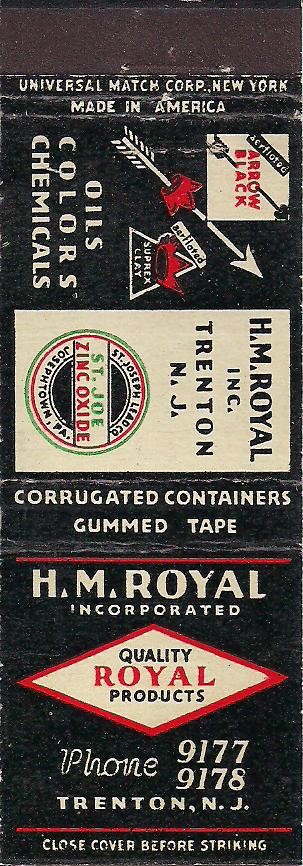 UNIVERSAL MATCH CORP., NEW YORK
MADE IN AMERICA
Aerfloted
ARROW
BLACK
Aerfloted
SUPREX
CLAY
OILS
COLORS
CHEMICALS
H.M. ROYAL
INC.
TRENTON
N. J.
ST. JOSEPH LEAD CO
ST. JOE
ZINC OXIDE
JOSEPHTOWN, PA.
CORRUGATED CONTAINERS
GUMMED TAPE
H. M. ROYAL
INCORPORATED
QUALITY
ROYAL
PRODUCTS
Phone 9177
9178
TRENTON, N. J.
CLOSE COVER BEFORE STRIKING